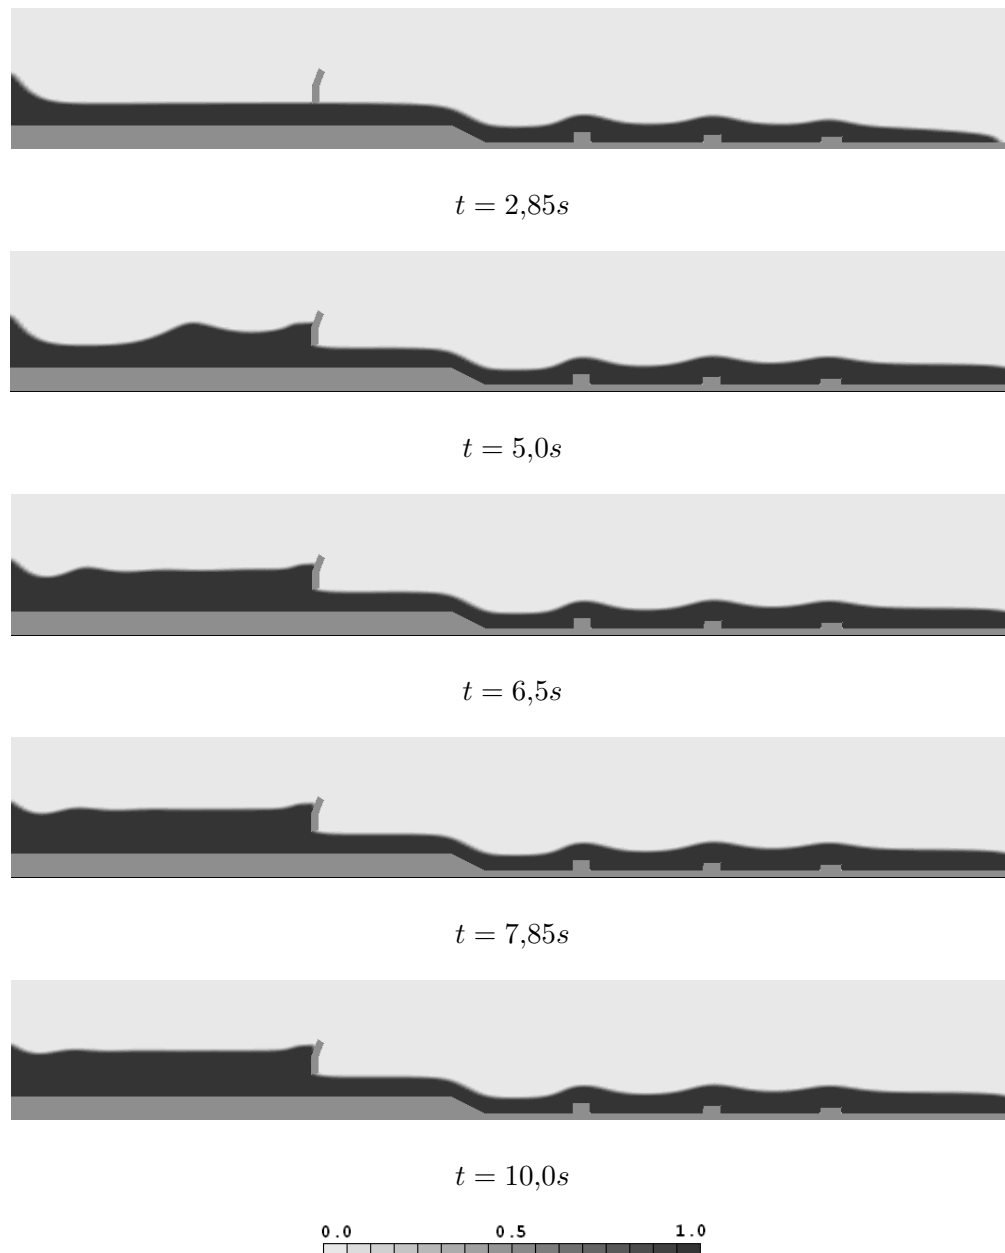 t = 2,85s
t = 5,0s
t = 6,5s
t = 7,85s
t = 10,0s
0.0 0.5 1.0